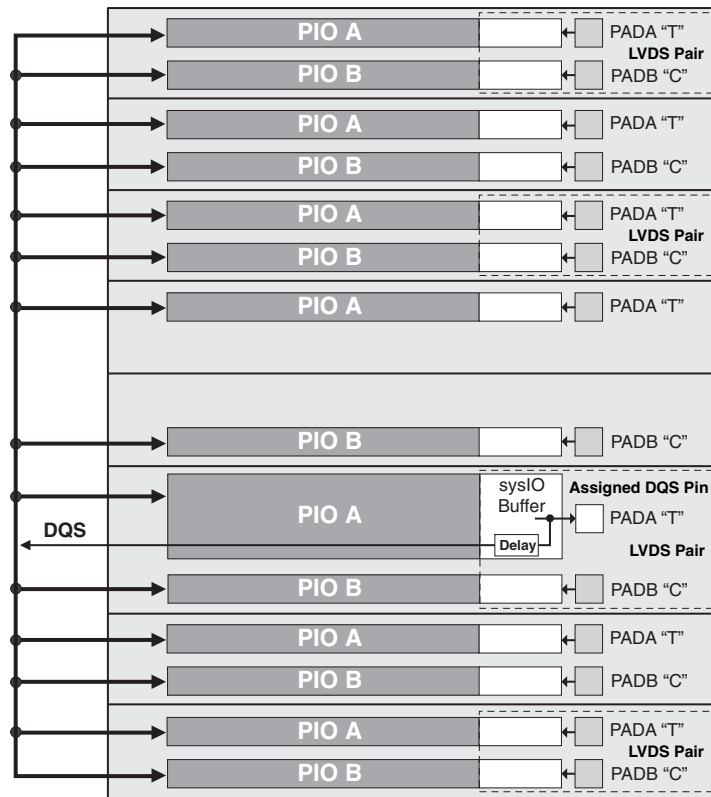 PIO A
PADA “T”
LVDS Pair
PIO B
PADB “C”
PIO A
PADA “T”
PIO B
PADB “C”
PIO A
PADA “T”
LVDS Pair
PIO B
PADB “C”
PIO A
PADA “T”
PIO B
PADB “C”
sysIO
Buffer
Assigned DQS Pin
PIO A
PADA “T”
DQS
Delay
LVDS Pair
PIO B
PADB “C”
PIO A
PADA “T”
PIO B
PADB “C”
PIO A
PADA “T”
LVDS Pair
PIO B
PADB “C”